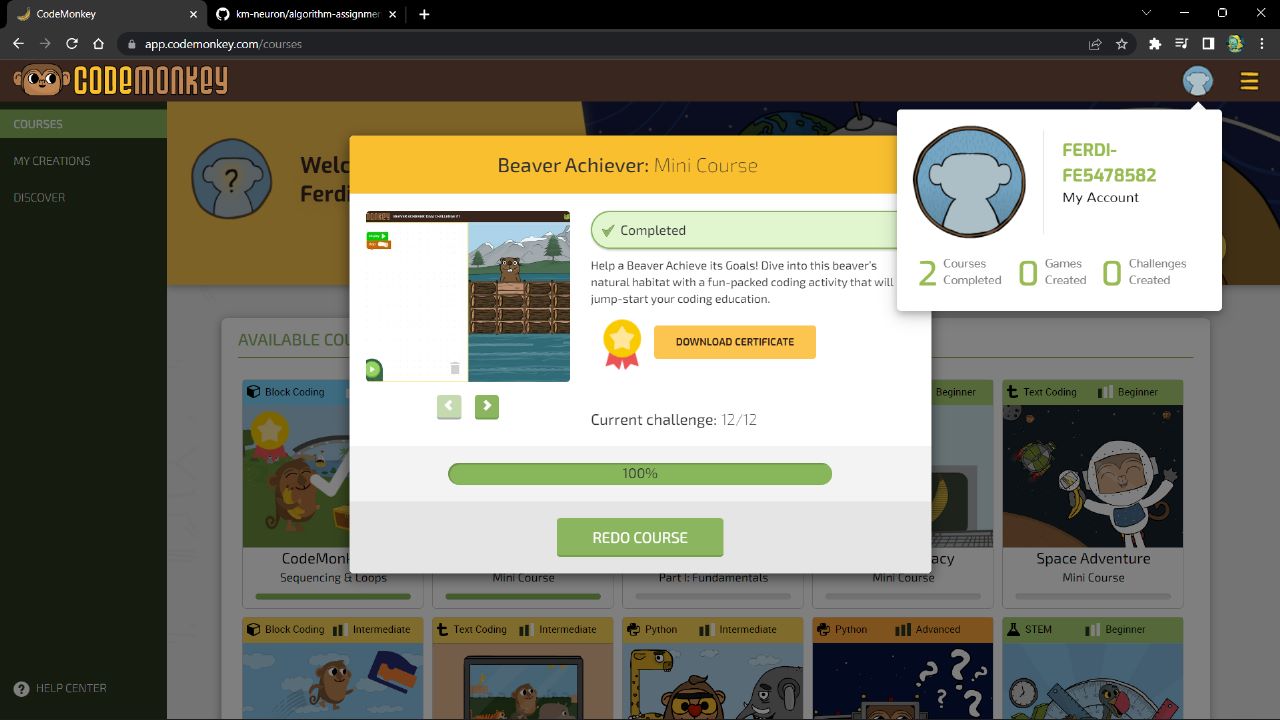 CodeMonkey
km-neuron/algorithm-assignmen
app.codemonkey.com/courses
CODEMONKEY
COURSES
MY CREATIONS
DISCOVER
HELP CENTER
Welc
Ferdi
?
Beaver Achiever: Mini Course
Completed
Help a Beaver Achieve its Goals! Dive into this beaver's
natural habitat with a fun-packed coding activity that will
jump-start your coding education.
DOWNLOAD CERTIFICATE
Current challenge: 12/12
100%
REDO COURSE
FERDI-
FE5478582
My Account
2 Courses
Completed
0 Games
Created
0 Challenges
Created
AVAILABLE COU
Block Coding
Beginner
Text Coding Beginner
CodeMonk
Sequencing & Loops
Mini Course
Part I: Fundamentals
acy
Mini Course
Space Adventure
Mini Course
Block Coding Intermediate
Text Coding Intermediate
Python Intermediate
Python Advanced
STEM Beginner